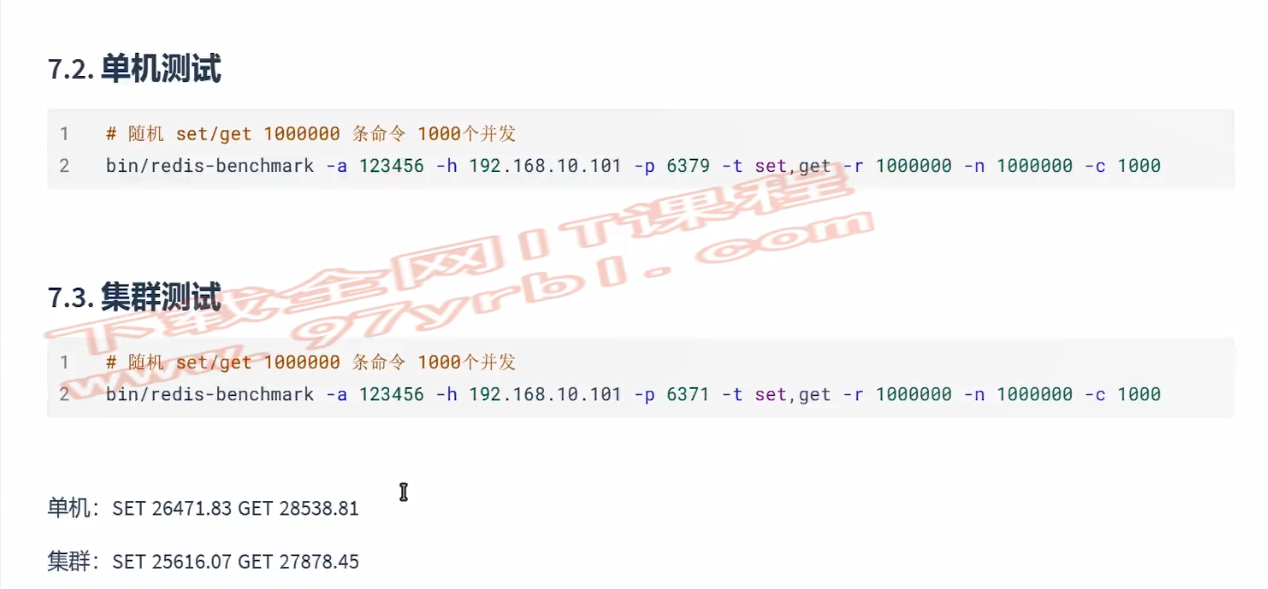 7.2. 单机测试
1 # 随机 set/get 1000000 条命令 1000个并发
2 bin/redis-benchmark -a 123456 -h 192.168.10.101 -p 6379 -t set,get -r 1000000 -n 1000000 -c 1000
下载全网IT课程
www.97yrbl.com
7.3. 集群测试
1 # 随机 set/get 1000000 条命令 1000个并发
2 bin/redis-benchmark -a 123456 -h 192.168.10.101 -p 6371 -t set,get -r 1000000 -n 1000000 -c 1000
单机：SET 26471.83 GET 28538.81
集群：SET 25616.07 GET 27878.45